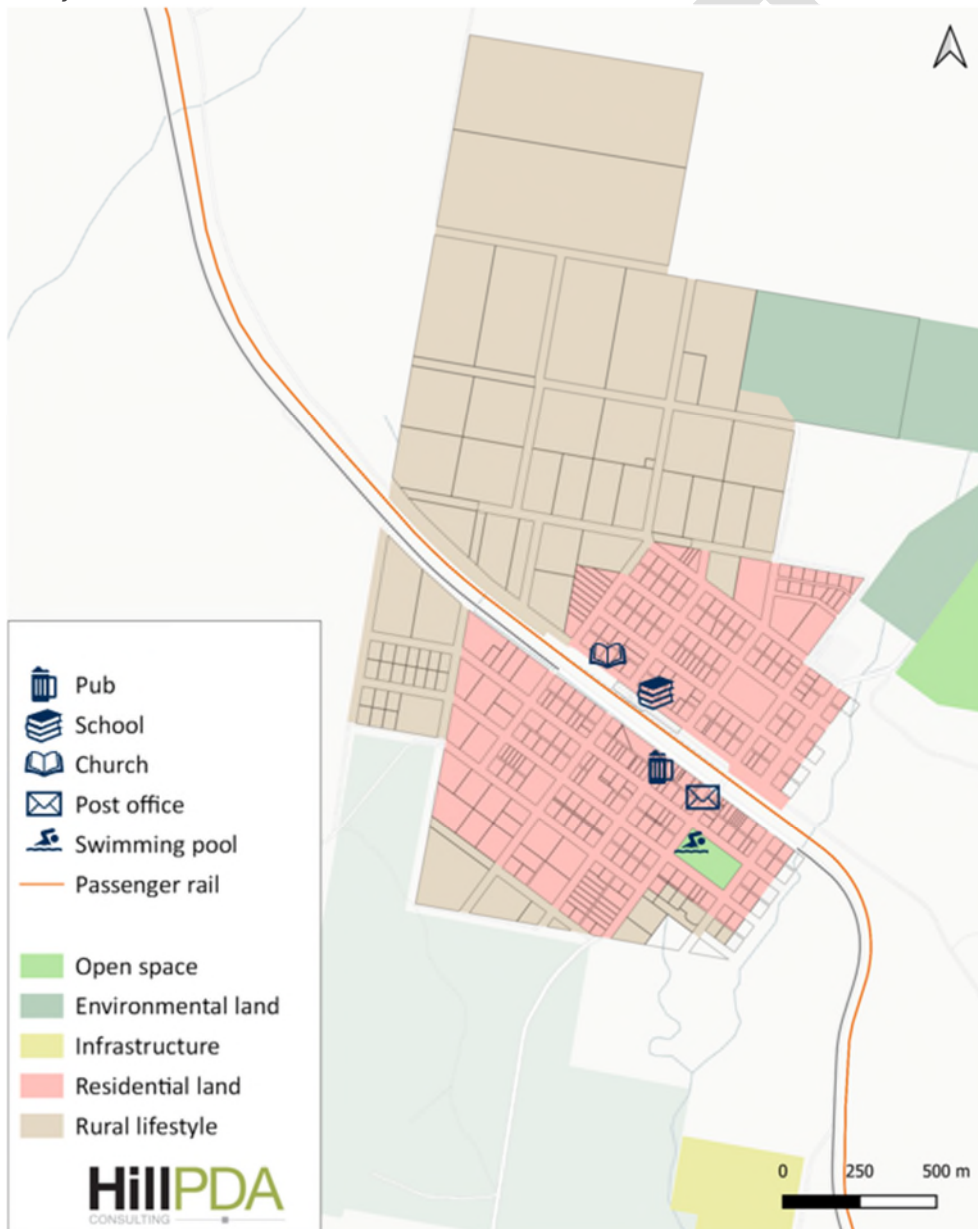 Pub
School
Church
Post office
Swimming pool
Passenger rail
Open space
Environmental land
Infrastructure
Residential land
Rural lifestyle
HillPDA
CONSULTING
0 250 500 m